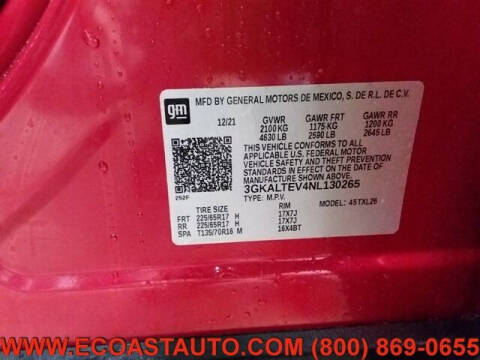 gm
MFD BY GENERAL MOTORS DE MEXICO, S. DE R.L. DE C.V.
12/21 GVWR GAWR FRT GAWR RR
2100 KG 1175 KG 1200 KG
4630 LB 2590 LB 2645 LB
THIS VEHICLE CONFORMS TO ALL
APPLICABLE U.S. FEDERAL MOTOR
VEHICLE SAFETY AND THEFT PREVENTION
STANDARDS IN EFFECT ON THE DATE OF
MANUFACTURE SHOWN ABOVE.
3GKALTEV4NL130265
252F TYPE: M.P.V. MODEL: 4STXL26
TIRE SIZE RIM
FRT 225/65R17 H 17X7J
RR 225/65R17 H 17X7J
SPA T135/70R16 M 16X4BT
WWW.ECOASTAUTO.COM (800) 869-0655